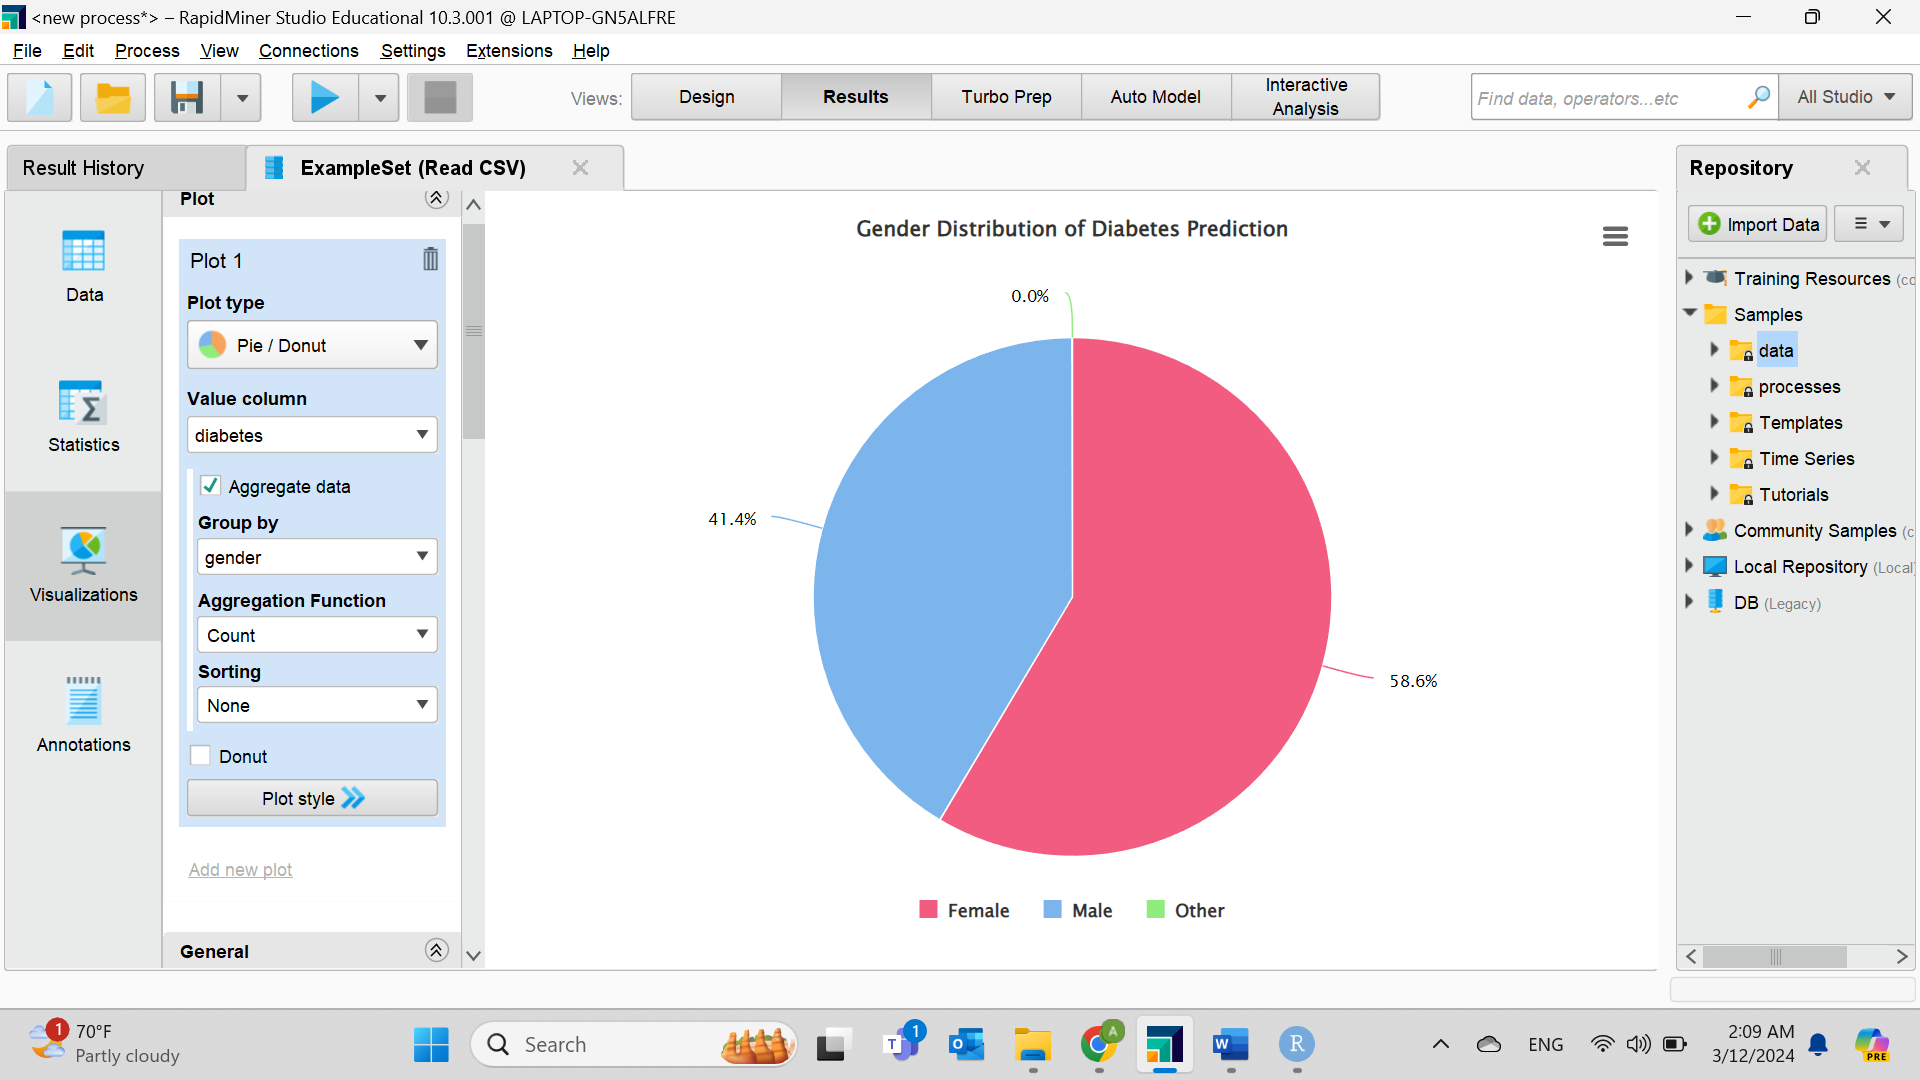 <new process*> – RapidMiner Studio Educational 10.3.001 @ LAPTOP-GN5ALFRE
File Edit Process View Connections Settings Extensions Help
Views: Design Results Turbo Prep Auto Model Interactive Analysis
Find data, operators...etc
All Studio
Result History
ExampleSet (Read CSV)
Data
Statistics
Visualizations
Annotations
Plot
Plot 1
Plot type
Pie / Donut
Value column
diabetes
Aggregate data
Group by
gender
Aggregation Function
Count
Sorting
None
Donut
Plot style
Add new plot
General
Gender Distribution of Diabetes Prediction
0.0%
41.4%
58.6%
Female Male Other
Repository
Import Data
Training Resources (co
Samples
data
processes
Templates
Time Series
Tutorials
Community Samples (c
Local Repository (Local)
DB (Legacy)
1
70°F
Partly cloudy
Search
T
1
O
A
W
R
ENG
2:09 AM
3/12/2024
PRE